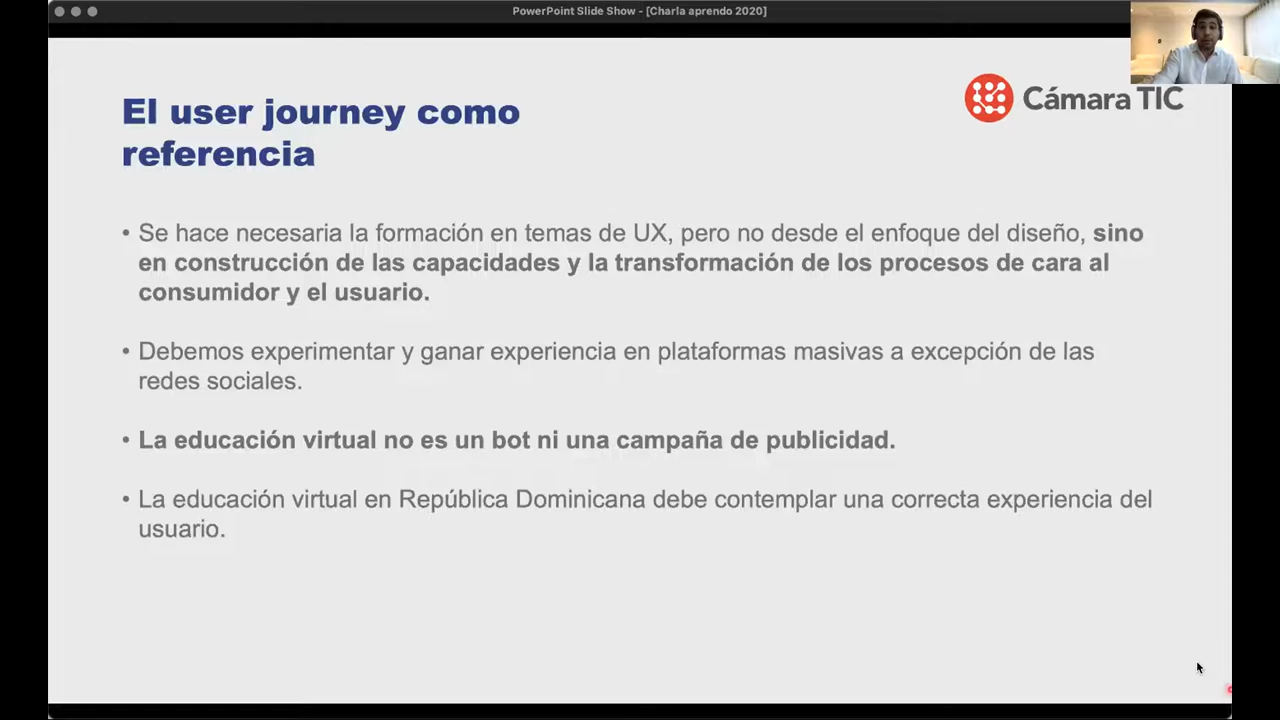 PowerPoint Slide Show - [Charla aprendo 2020]
El user journey como
referencia
Cámara TIC
• Se hace necesaria la formación en temas de UX, pero no desde el enfoque del diseño, sino
en construcción de las capacidades y la transformación de los procesos de cara al
consumidor y el usuario.
• Debemos experimentar y ganar experiencia en plataformas masivas a excepción de las
redes sociales.
• La educación virtual no es un bot ni una campaña de publicidad.
• La educación virtual en República Dominicana debe contemplar una correcta experiencia del
usuario.